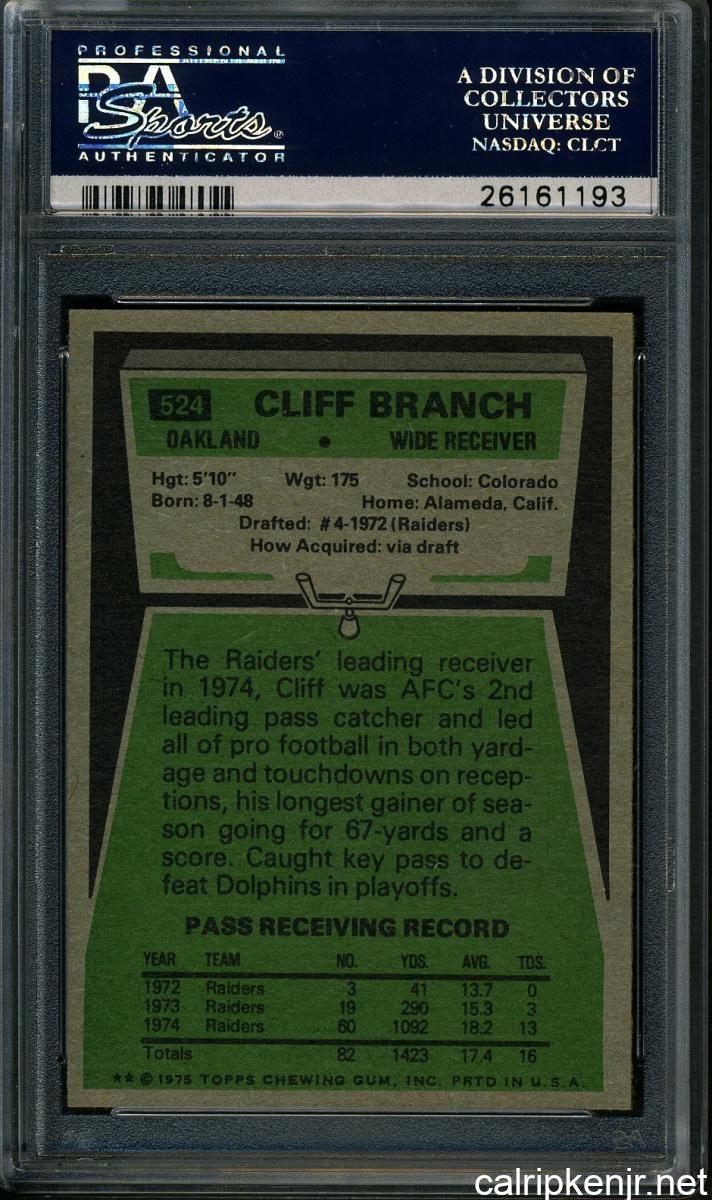 PROFESSIONAL
AUTHENTICATION
PSA
Sports
AUTHENTICATOR
A DIVISION OF
COLLECTORS
UNIVERSE
NASDAQ: CLCT
26161193
524 CLIFF BRANCH
OAKLAND • WIDE RECEIVER
Hgt: 5'10" Wgt: 175 School: Colorado
Born: 8-1-48 Home: Alameda, Calif.
Drafted: #4-1972 (Raiders)
How Acquired: via draft
The Raiders' leading receiver
in 1974, Cliff was AFC's 2nd
leading pass catcher and led
all of pro football in both yard-
age and touchdowns on recep-
tions, his longest gainer of sea-
son going for 67-yards and a
score. Caught key pass to de-
feat Dolphins in playoffs.
PASS RECEIVING RECORD
YEAR TEAM NO. YDS. AVG. TDS.
1972 Raiders 3 41 13.7 0
1973 Raiders 19 290 15.3 3
1974 Raiders 60 1092 18.2 13
Totals 82 1423 17.4 16
** © 1975 TOPPS CHEWING GUM, INC. PRTD IN U.S.A.
calripkenjr.net